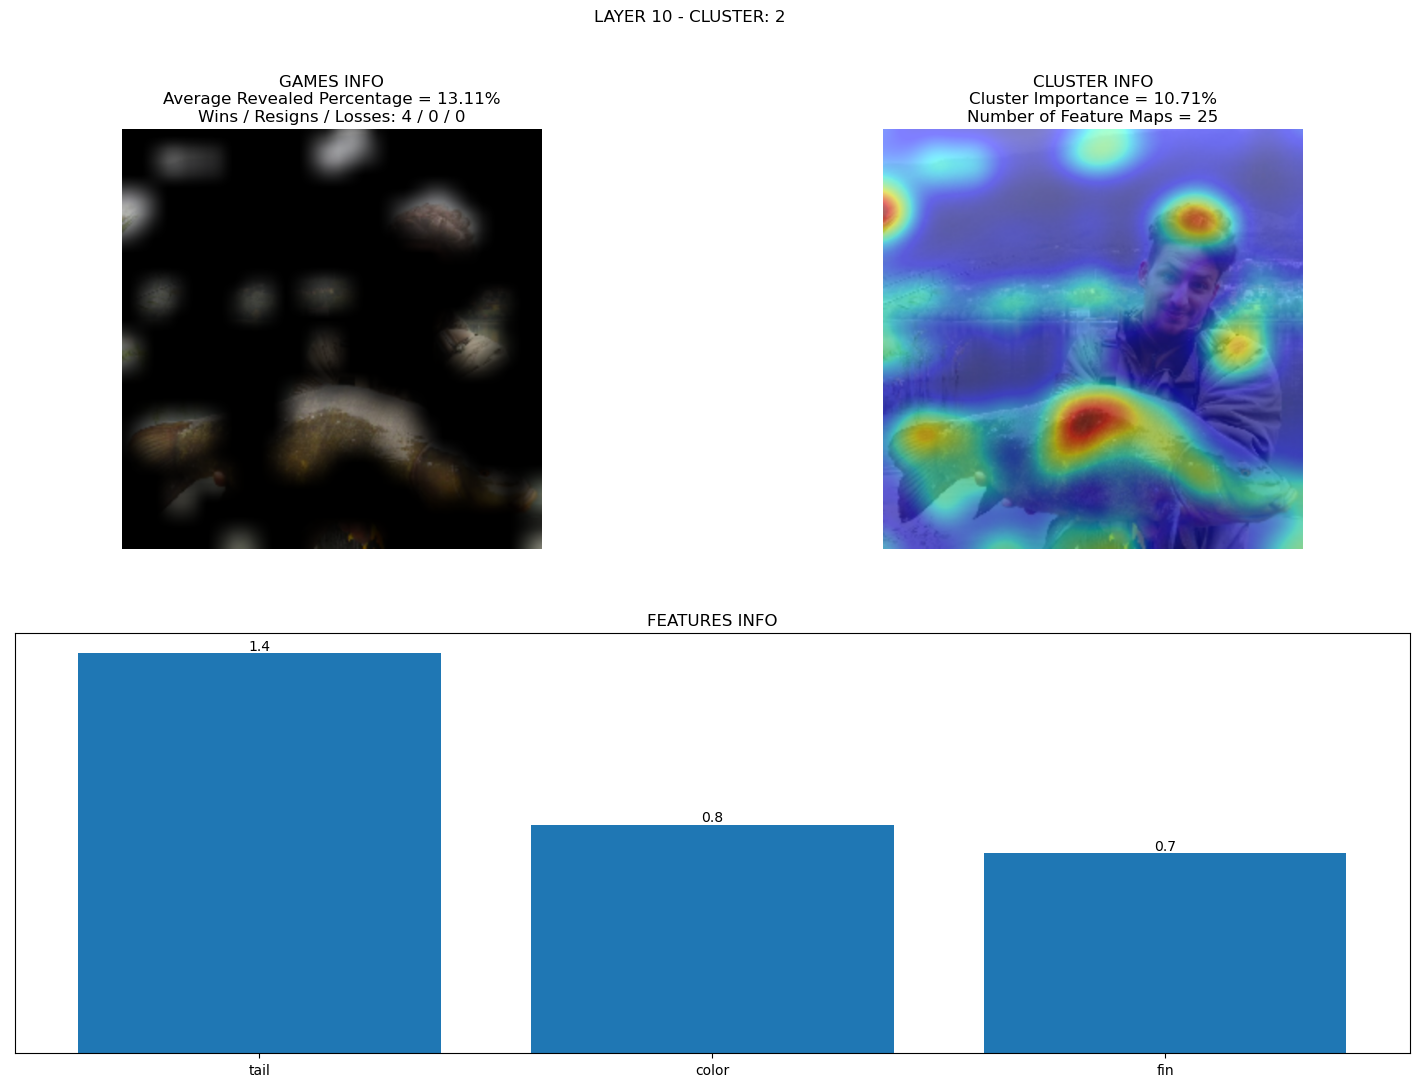 LAYER 10 - CLUSTER: 2
GAMES INFO
Average Revealed Percentage = 13.11%
Wins / Resigns / Losses: 4 / 0 / 0
CLUSTER INFO
Cluster Importance = 10.71%
Number of Feature Maps = 25
FEATURES INFO
1.4
0.8
0.7
tail
color
fin